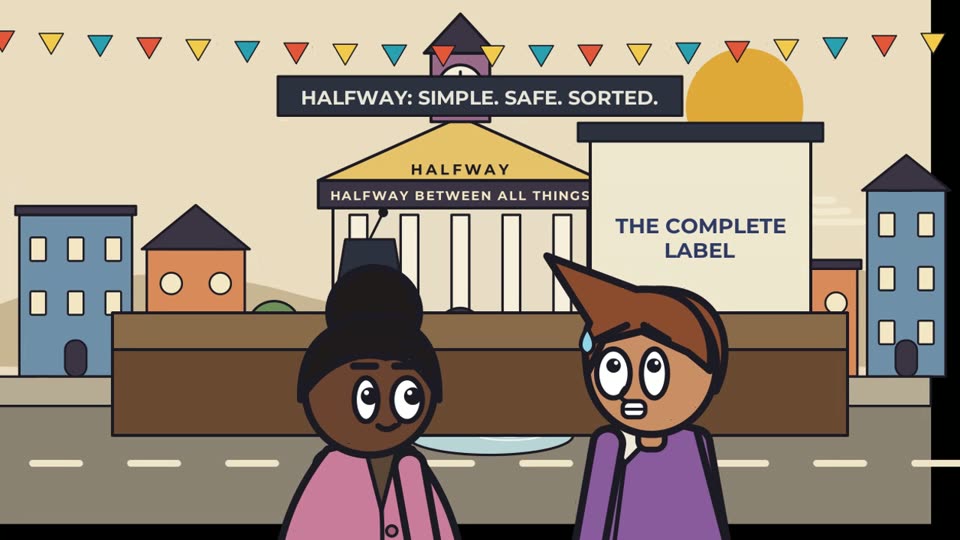 HALFWAY: SIMPLE. SAFE. SORTED.
HALFWAY
HALFWAY BETWEEN ALL THINGS
THE COMPLETE
LABEL